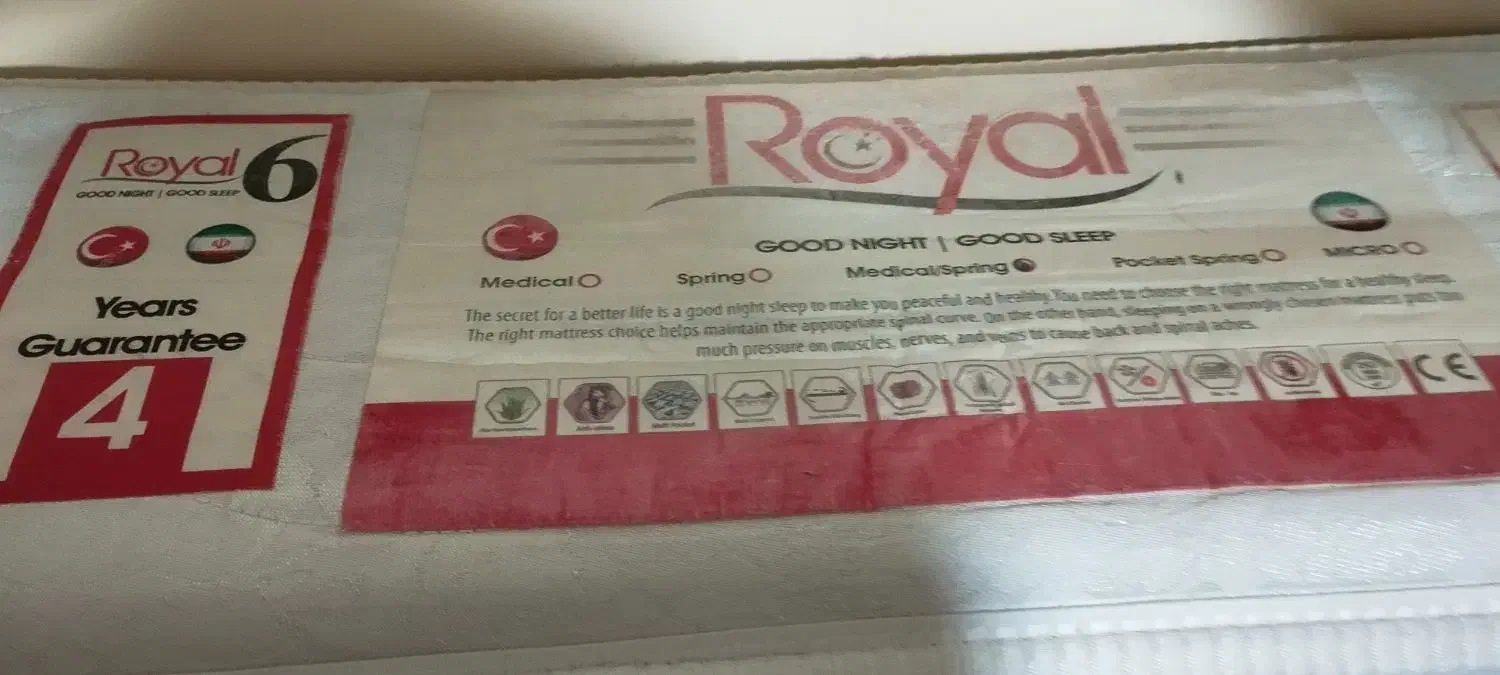 Royal 6
GOOD NIGHT | GOOD SLEEP
Years
Guarantee
4
Royal
GOOD NIGHT | GOOD SLEEP
Medical Spring Medical/Spring Pocket Spring MICRO
The secret for a better life is a good night sleep to make you peaceful and healthy. You need to choose the right mattress for a healthy sleep.
The right mattress choice helps maintain the appropriate spinal curve. On the other hand, sleeping on a wrongly chosen mattress puts too
much pressure on muscles, nerves, and veins to cause back and spinal aches.
Anti-stress Multi Pocket
CE